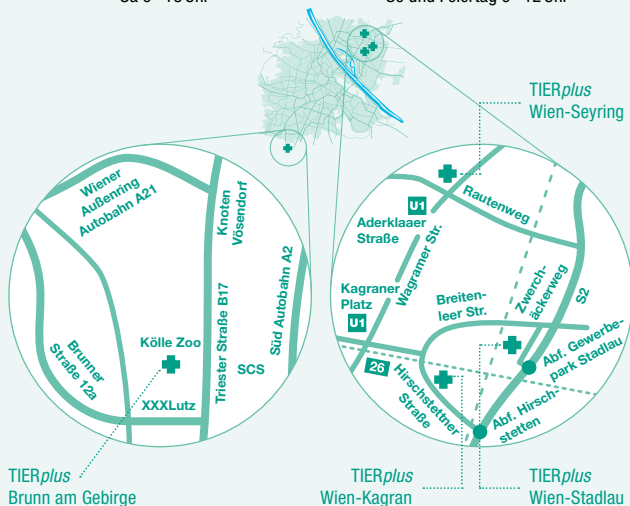 TIERplus
Wien-Seyring
Wiener
Außenring
Autobahn A21
Knoten
Vösendorf
Triester Straße B17
Süd Autobahn A2
Brunner
Straße 12a
Kölle Zoo
SCS
XXXLutz
U1
Aderklaaer
Straße
Rautenweg
Wagramer Str.
Kagraner
Platz
U1
Breiten-
leer Str.
Zwerch-
äckerweg
S2
26
Hirschstettner
Straße
Abf. Gewerbe-
park Stadlau
Abf. Hirsch-
stetten
TIERplus
Brunn am Gebirge
TIERplus
Wien-Kagran
TIERplus
Wien-Stadlau